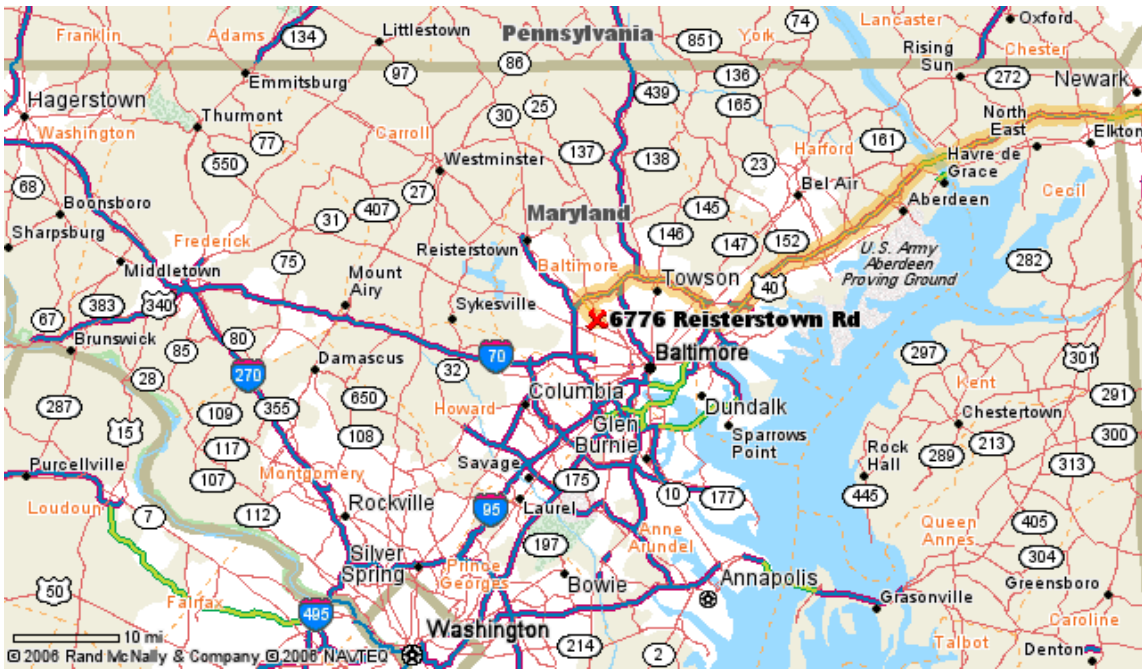 74
Lancaster
Oxford
Franklin
Adams
134
Littlestown
Pennsylvania
851
York
Rising
Sun
Chester
Emmitsburg
97
86
136
272
Newark
439
165
Hagerstown
Thurmont
30
25
North
East
Washington
77
Carroll
137
138
161
Elkton
550
Westminster
23
Harford
Havre de
Grace
68
27
Bel Air
Cecil
Boonsboro
407
Maryland
145
Aberdeen
31
Sharpsburg
Frederick
Reisterstown
146
147
152
U.S. Army
Aberdeen
Proving Ground
282
75
Baltimore
Towson
Middletown
Mount
Airy
40
383
340
Sykesville
6776 Reisterstown Rd
67
80
Brunswick
85
32
70
Baltimore
297
301
28
270
Damascus
Kent
287
109
355
650
Howard
Columbia
Dundalk
Chestertown
291
15
117
108
Glen
Burnie
Sparrows
Point
213
300
Purcellville
107
Montgomery
Savage
175
Rock
Hall
289
313
Loudoun
7
112
Rockville
95
Laurel
10
177
445
Queen
Annes
405
197
Anne
Arundel
304
Silver
Spring
Prince
Georges
Bowie
Annapolis
Greensboro
50
Fairfax
495
Grasonville
Caroline
10 mi
Washington
214
2
Talbot
Denton
© 2006 Rand McNally & Company © 2006 NAVTEQ